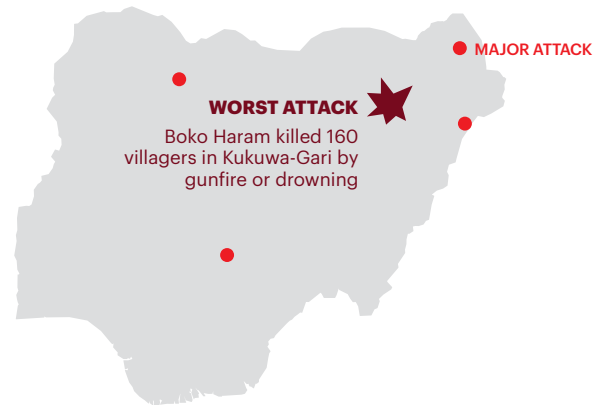 MAJOR ATTACK
WORST ATTACK
Boko Haram killed 160
villagers in Kukuwa-Gari by
gunfire or drowning